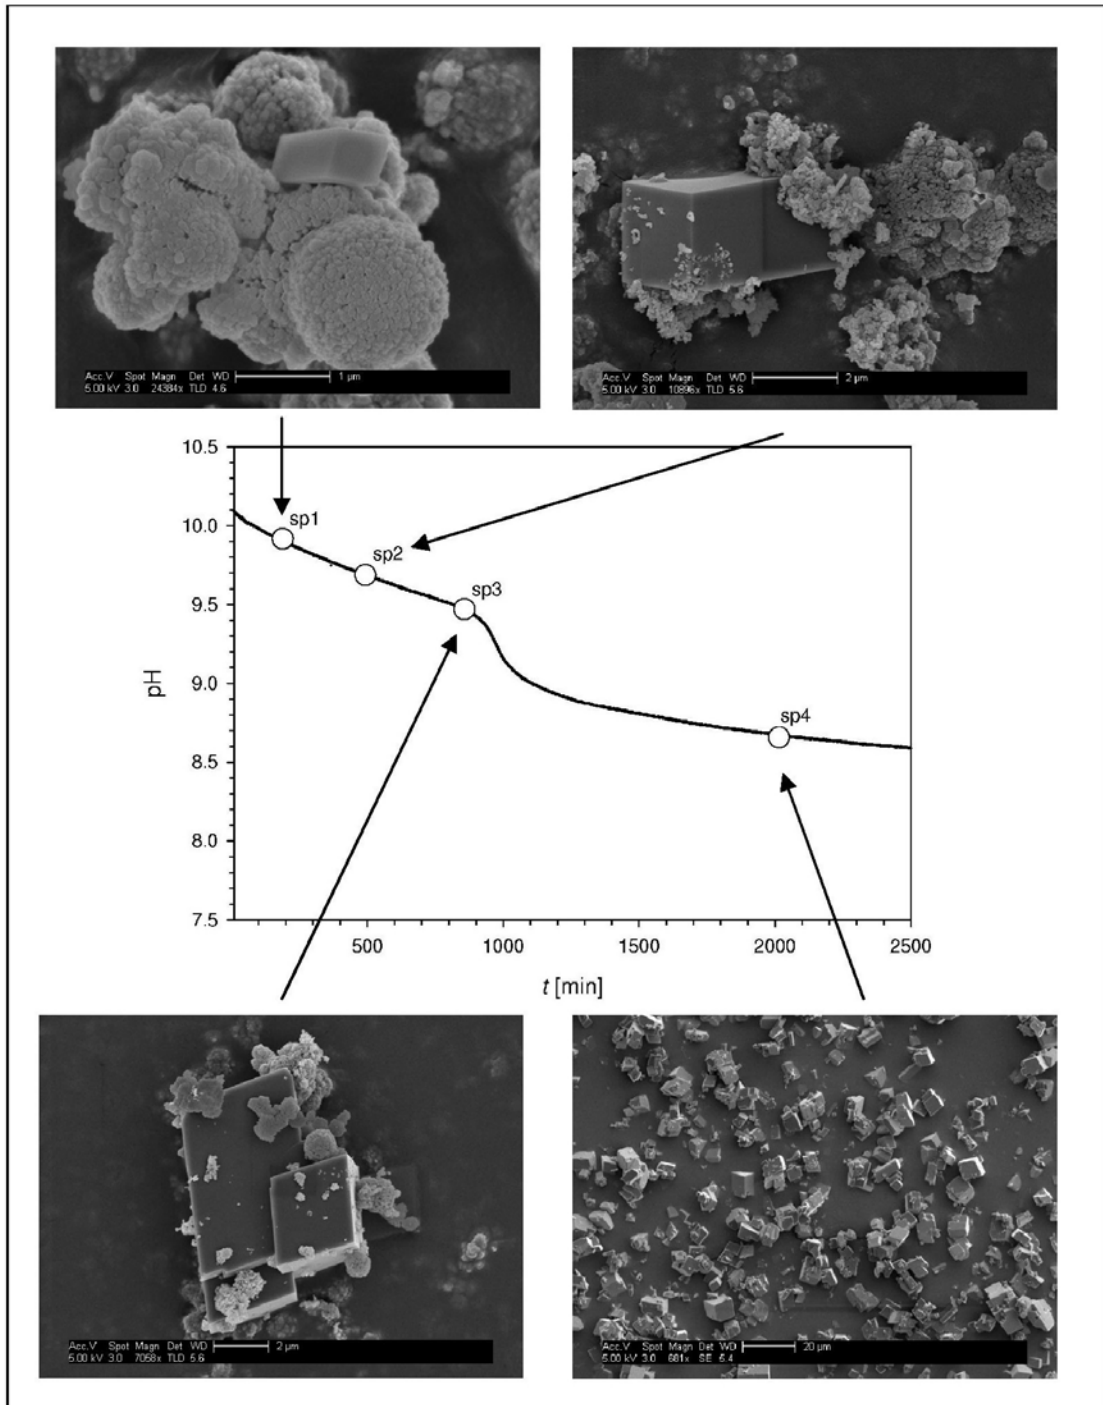 Acc.V Spot Magn Det WD 1 µm
5.00 kV 3.0 24384x TLD 4.6
Acc.V Spot Magn Det WD 2 µm
5.00 kV 3.0 10896x TLD 5.6
10.5
10.0
9.5
9.0
8.5
8.0
7.5
pH
sp1
sp2
sp3
sp4
500 1000 1500 2000 2500
t [min]
Acc.V Spot Magn Det WD 2 µm
5.00 kV 3.0 7058x TLD 5.6
Acc.V Spot Magn Det WD 20 µm
5.00 kV 3.0 681x SE 5.4